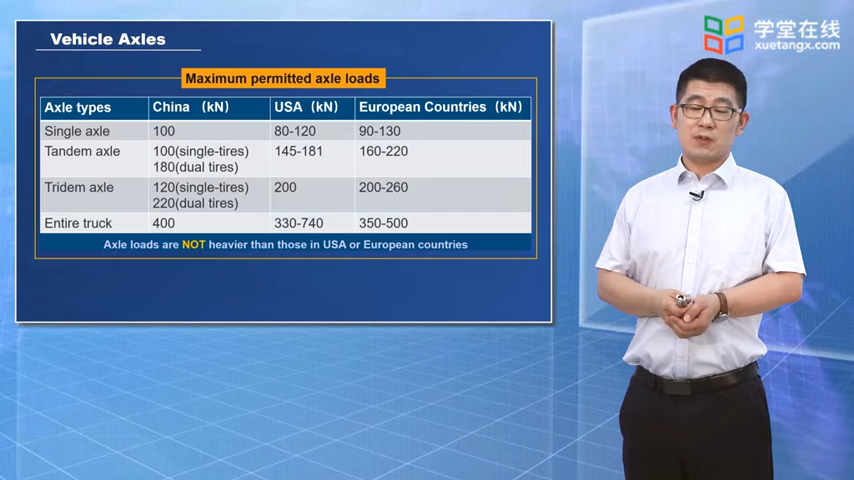 Vehicle Axles
学堂在线
xuetangx.com
Maximum permitted axle loads
Axle types China （kN） USA（kN） European Countries（kN）
Single axle 100 80-120 90-130
Tandem axle 100(single-tires) 145-181 160-220
180(dual tires)
Tridem axle 120(single-tires) 200 200-260
220(dual tires)
Entire truck 400 330-740 350-500
Axle loads are NOT heavier than those in USA or European countries